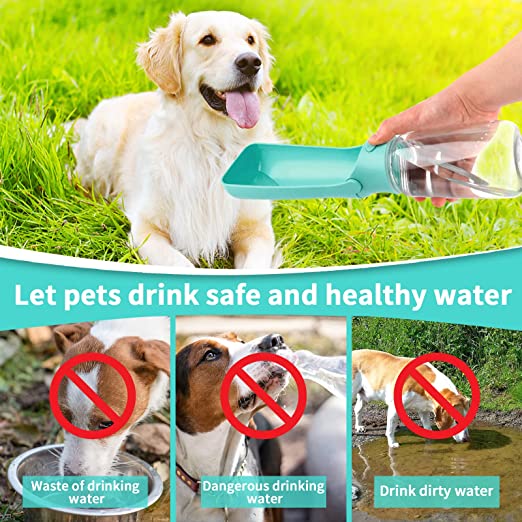 Let pets drink safe and healthy water
Waste of drinking
water
Dangerous drinking
water
Drink dirty water